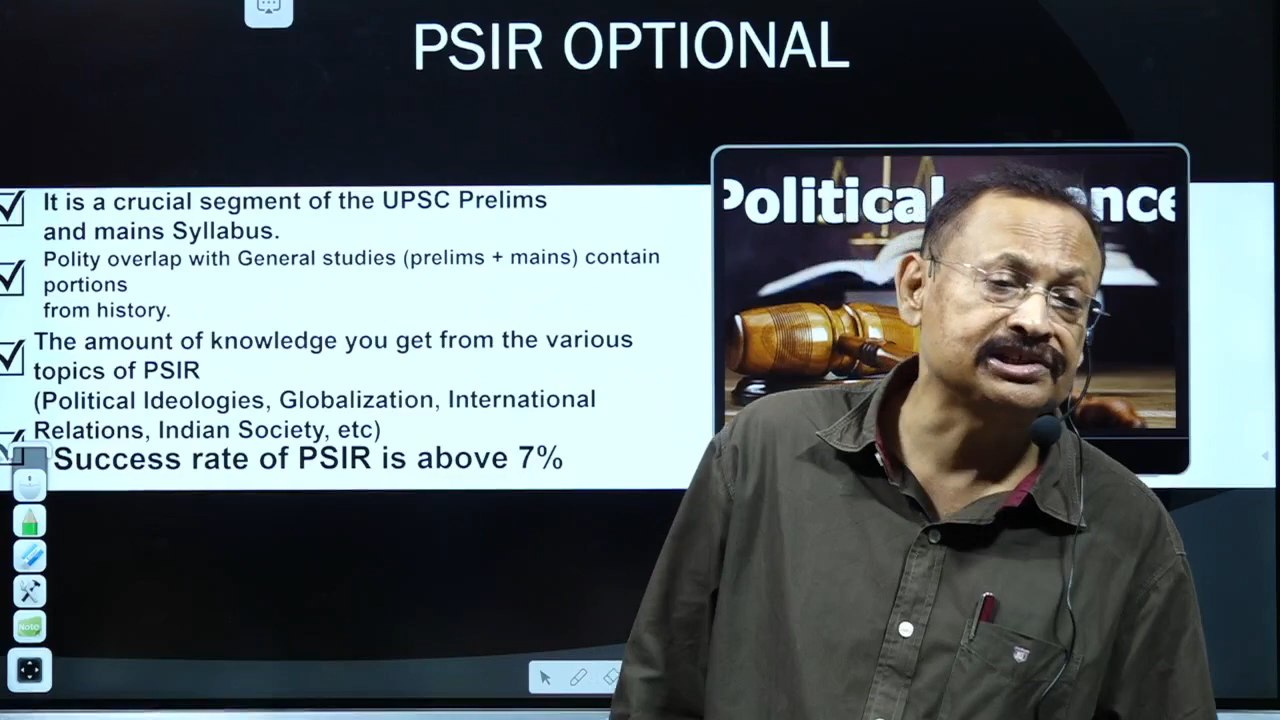 PSIR OPTIONAL
It is a crucial segment of the UPSC Prelims
and mains Syllabus.
Polity overlap with General studies (prelims + mains) contain
portions
from history.
The amount of knowledge you get from the various
topics of PSIR
(Political Ideologies, Globalization, International
Relations, Indian Society, etc)
Success rate of PSIR is above 7%
Political
Note